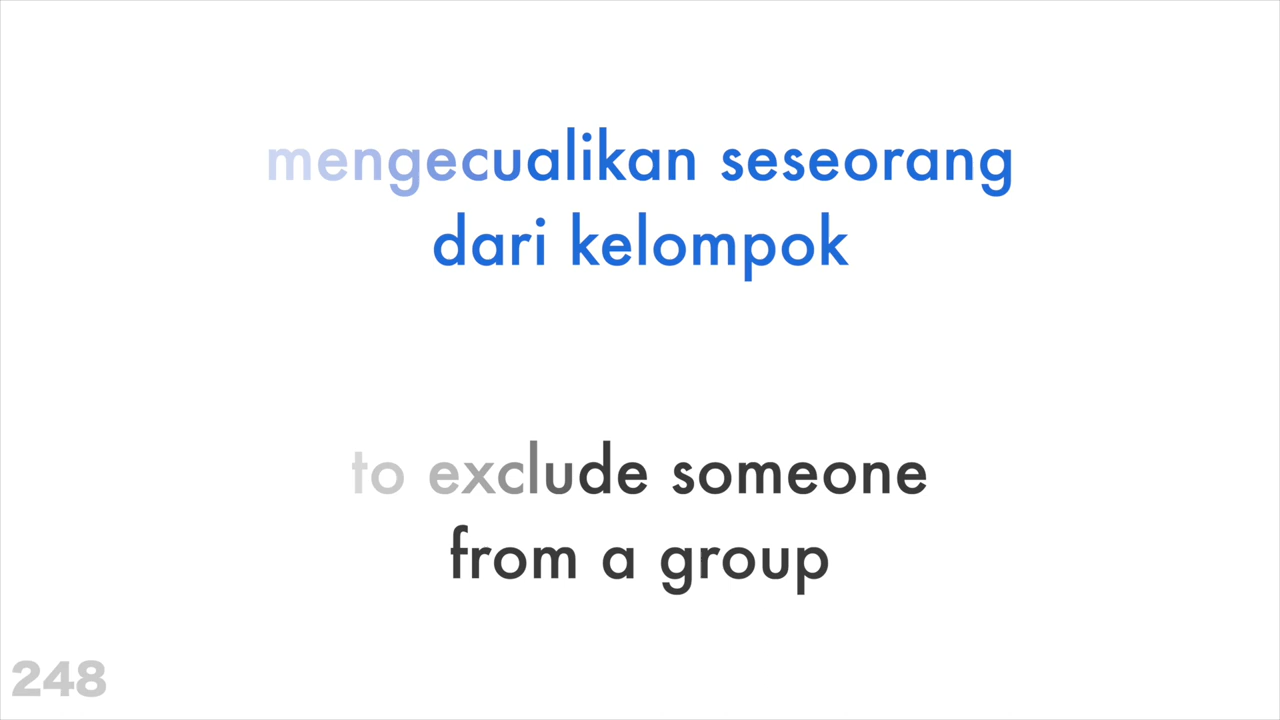 mengecualikan seseorang
dari kelompok
to exclude someone
from a group
248